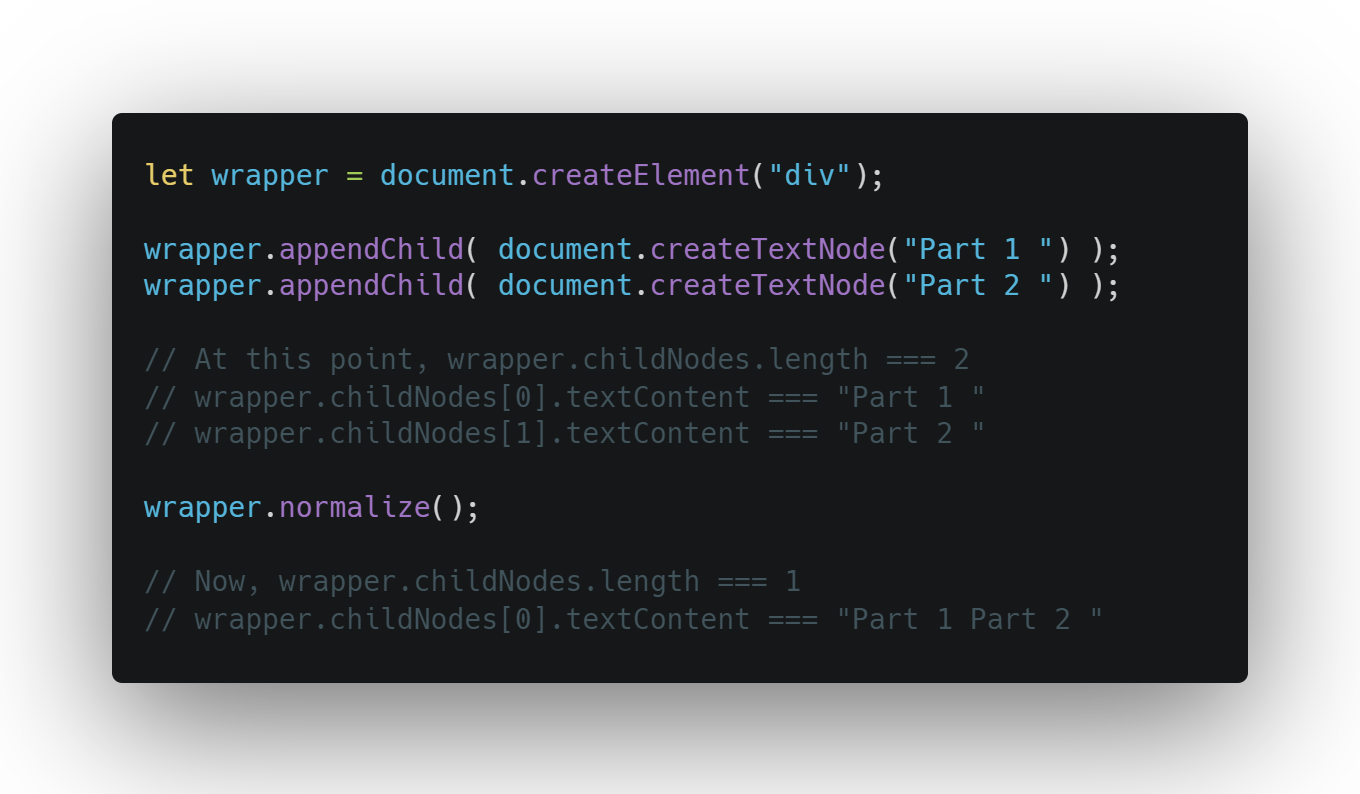 let wrapper = document.createElement("div");
wrapper.appendChild( document.createTextNode("Part 1 ") );
wrapper.appendChild( document.createTextNode("Part 2 ") );
// At this point, wrapper.childNodes.length === 2
// wrapper.childNodes[0].textContent === "Part 1 "
// wrapper.childNodes[1].textContent === "Part 2 "
wrapper.normalize();
// Now, wrapper.childNodes.length === 1
// wrapper.childNodes[0].textContent === "Part 1 Part 2 "